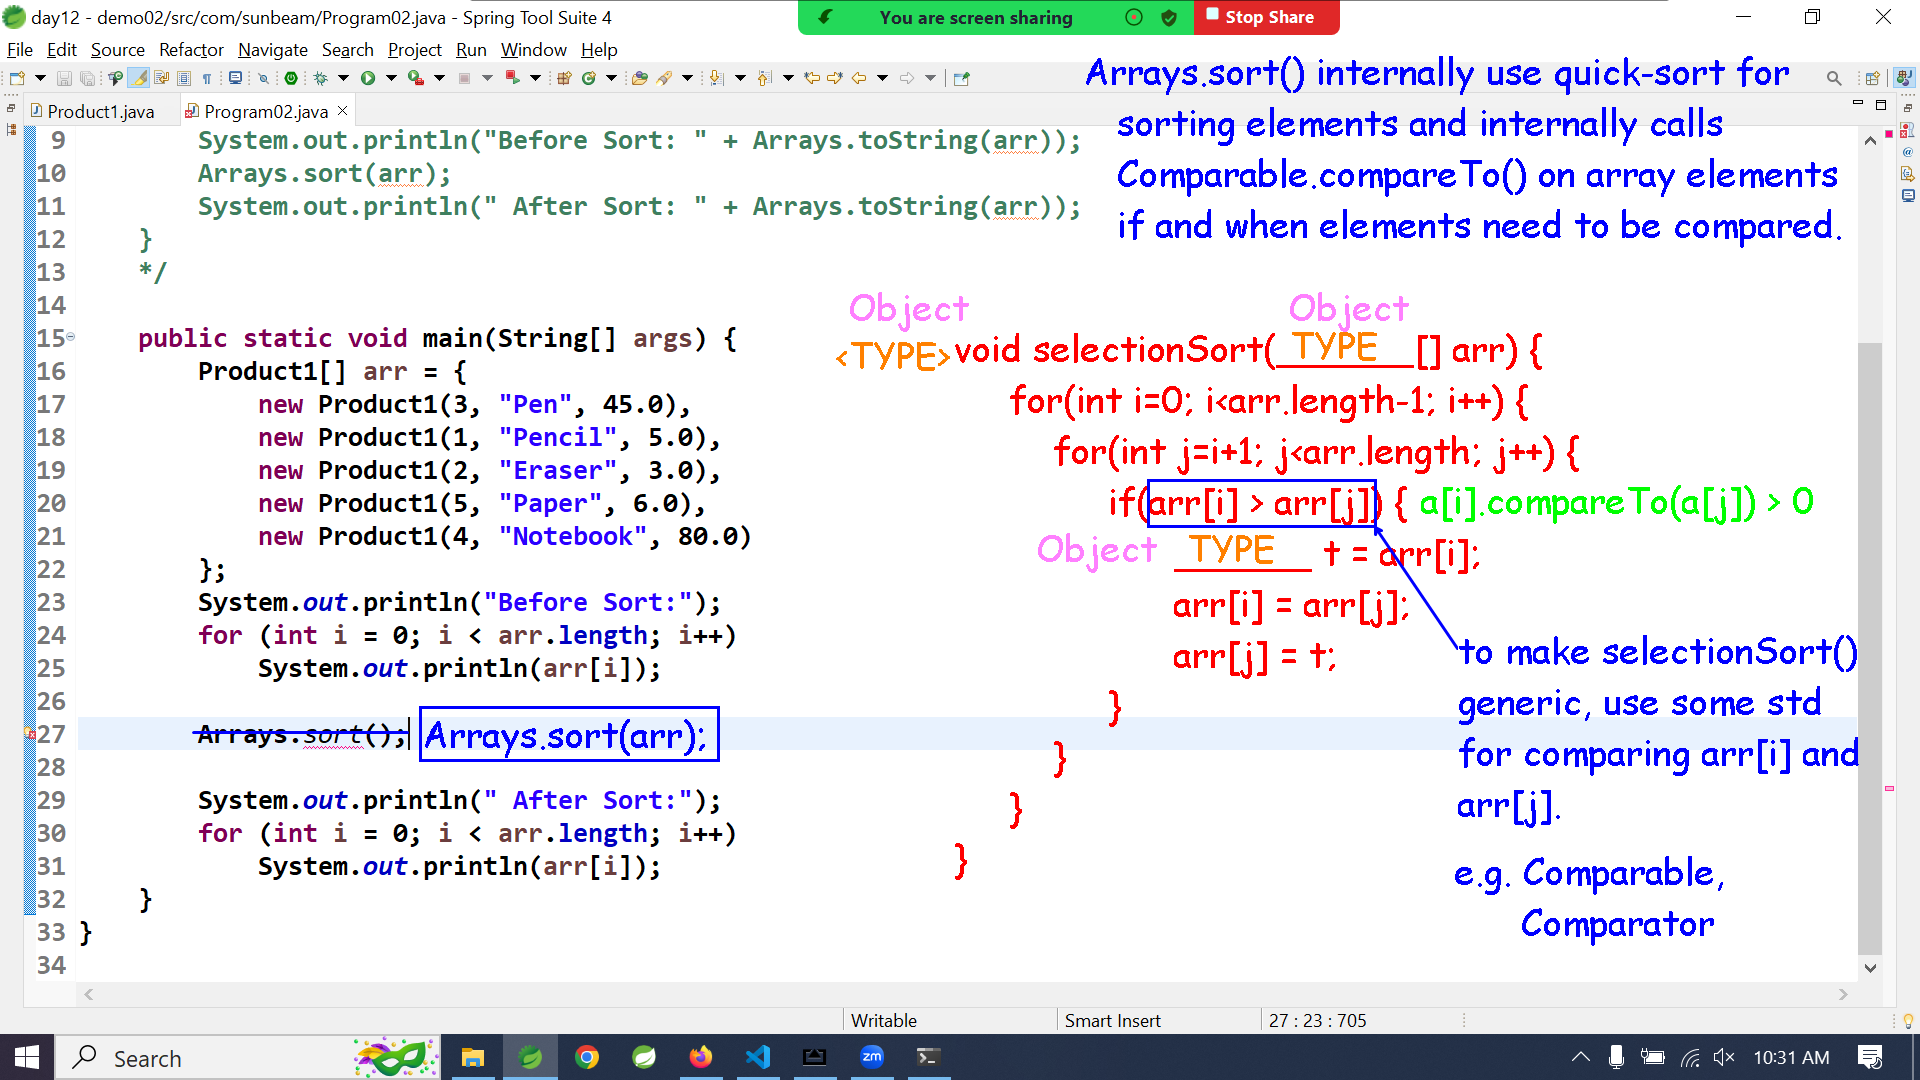 day12 - demo02/src/com/sunbeam/Program02.java - Spring Tool Suite 4
You are screen sharing
Stop Share
File Edit Source Refactor Navigate Search Project Run Window Help
Product1.java
Program02.java
9 System.out.println("Before Sort: " + Arrays.toString(arr));
10 Arrays.sort(arr);
11 System.out.println(" After Sort: " + Arrays.toString(arr));
12 }
13 */
14
15 public static void main(String[] args) {
16 Product1[] arr = {
17 new Product1(3, "Pen", 45.0),
18 new Product1(1, "Pencil", 5.0),
19 new Product1(2, "Eraser", 3.0),
20 new Product1(5, "Paper", 6.0),
21 new Product1(4, "Notebook", 80.0)
22 };
23 System.out.println("Before Sort:");
24 for (int i = 0; i < arr.length; i++)
25 System.out.println(arr[i]);
26
27 Arrays.sort(); Arrays.sort(arr);
28
29 System.out.println(" After Sort:");
30 for (int i = 0; i < arr.length; i++)
31 System.out.println(arr[i]);
32 }
33 }
34
Arrays.sort() internally use quick-sort for
sorting elements and internally calls
Comparable.compareTo() on array elements
if and when elements need to be compared.
Object Object
<TYPE> void selectionSort( TYPE [] arr) {
for(int i=0; i<arr.length-1; i++) {
for(int j=i+1; j<arr.length; j++) {
if(arr[i] > arr[j]) { a[i].compareTo(a[j]) > 0
Object TYPE t = arr[i];
arr[i] = arr[j];
arr[j] = t;
}
}
}
}
to make selectionSort()
generic, use some std
for comparing arr[i] and
arr[j].
e.g. Comparable,
Comparator
Writable Smart Insert 27 : 23 : 705
Search
zm
10:31 AM